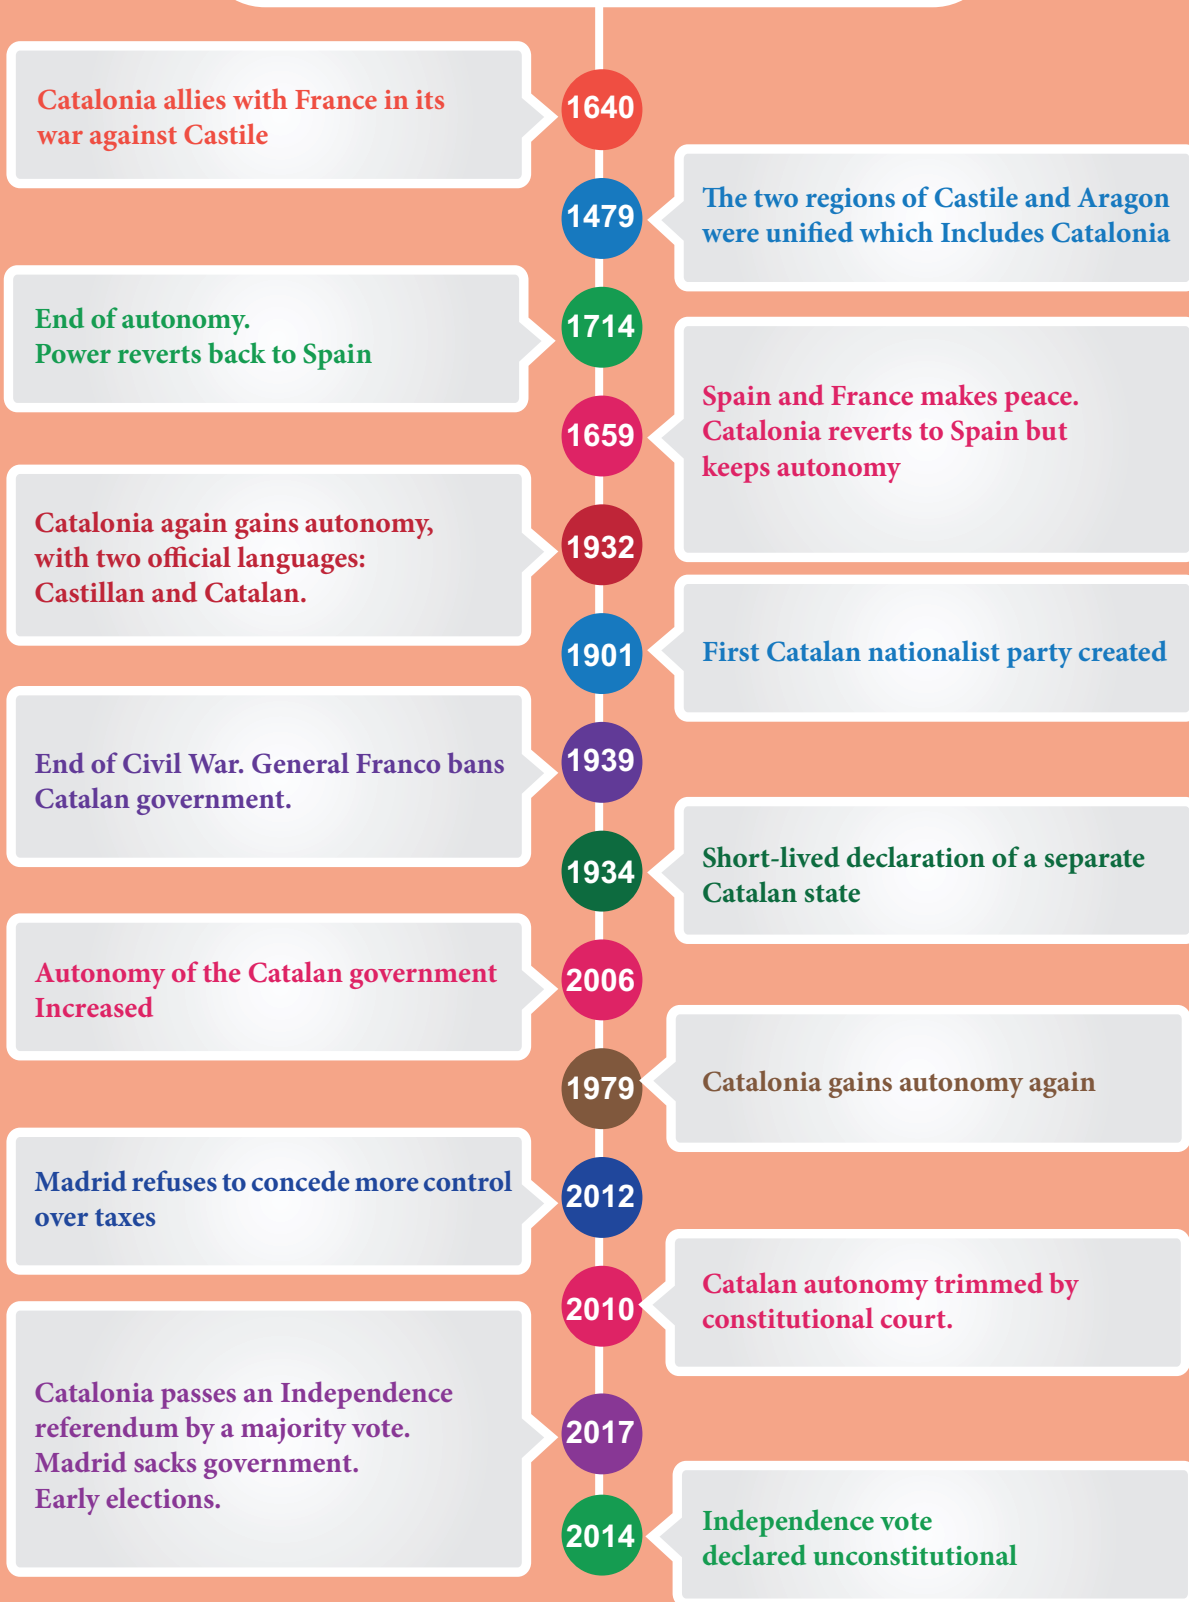 Catalonia allies with France in its
war against Castile
1640
1479
The two regions of Castile and Aragon
were unified which Includes Catalonia
End of autonomy.
Power reverts back to Spain
1714
1659
Spain and France makes peace.
Catalonia reverts to Spain but
keeps autonomy
Catalonia again gains autonomy,
with two official languages:
Castillan and Catalan.
1932
1901
First Catalan nationalist party created
End of Civil War. General Franco bans
Catalan government.
1939
1934
Short-lived declaration of a separate
Catalan state
Autonomy of the Catalan government
Increased
2006
1979
Catalonia gains autonomy again
Madrid refuses to concede more control
over taxes
2012
2010
Catalan autonomy trimmed by
constitutional court.
Catalonia passes an Independence
referendum by a majority vote.
Madrid sacks government.
Early elections.
2017
2014
Independence vote
declared unconstitutional